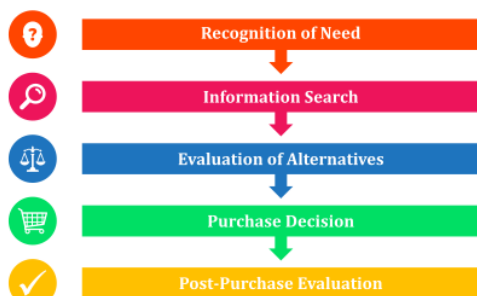 Recognition of Need
Information Search
Evaluation of Alternatives
Purchase Decision
Post-Purchase Evaluation